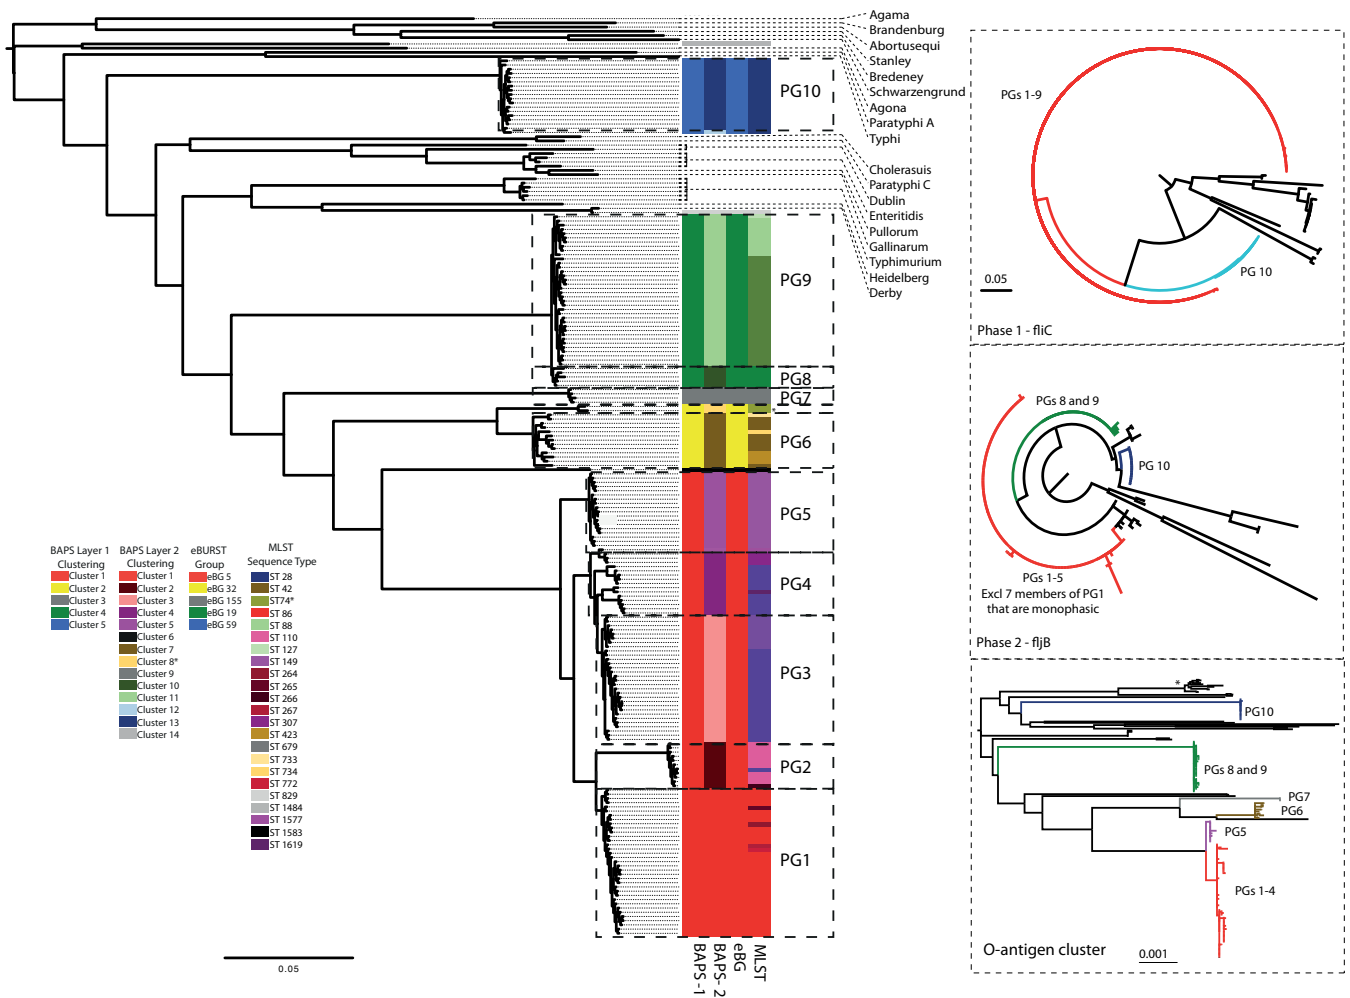 Agama
Brandenburg
Abortusequi
Stanley
Bredeney
Schwarzengrund
Agona
Paratyphi A
Typhi
Cholerasuis
Paratyphi C
Dublin
Enteritidis
Pullorum
Gallinarum
Typhimurium
Heidelberg
Derby
PG10
PG9
PG8
PG7
PG6
PG5
PG4
PG3
PG2
PG1
BAPS-1
BAPS- 2
eBG
MLST
0.05
BAPS Layer 1
Clustering
Cluster 1
Cluster 2
Cluster 3
Cluster 4
Cluster 5
BAPS Layer 2
Clustering
Cluster 1
Cluster 2
Cluster 3
Cluster 4
Cluster 5
Cluster 6
Cluster 7
Cluster 8*
Cluster 9
Cluster 10
Cluster 11
Cluster 12
Cluster 13
Cluster 14
eBURST
Group
eBG 5
eBG 32
eBG 155
eBG 19
eBG 59
MLST
Sequence Type
ST 28
ST 42
ST74*
ST 86
ST 88
ST 110
ST 127
ST 149
ST 264
ST 265
ST 266
ST 267
ST 307
ST 423
ST 679
ST 733
ST 734
ST 772
ST 829
ST 1484
ST 1577
ST 1583
ST 1619
PGs 1-9
PG 10
0.05
Phase 1 - fliC
PGs 8 and 9
PG 10
PGs 1-5
Excl 7 members of PG1
that are monophasic
Phase 2 - fljB
*
PG10
PGs 8 and 9
PG7
PG6
PG5
PGs 1-4
O-antigen cluster
0.001